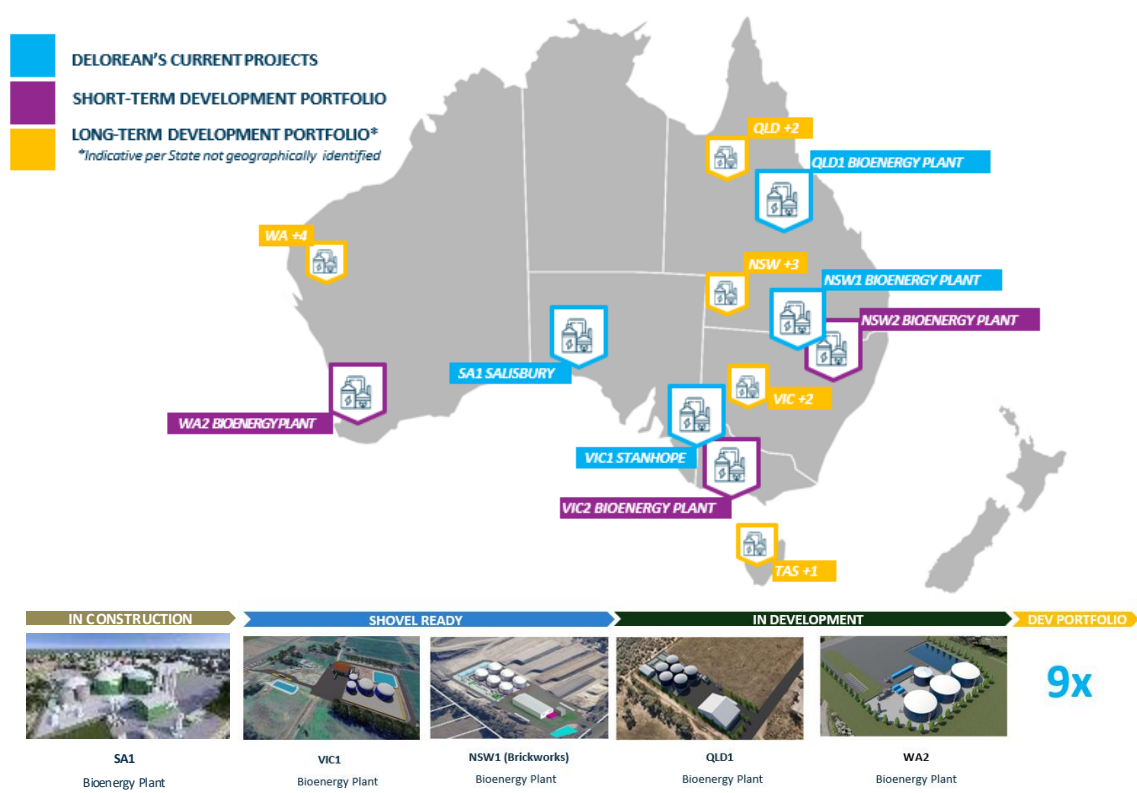 DELOREAN'S CURRENT PROJECTS
SHORT-TERM DEVELOPMENT PORTFOLIO
LONG-TERM DEVELOPMENT PORTFOLIO*
*Indicative per State not geographically identified
QLD +2
QLD1 BIOENERGY PLANT
WA +4
NSW +3
NSW1 BIOENERGY PLANT
NSW2 BIOENERGY PLANT
SA1 SALISBURY
VIC +2
WA2 BIOENERGY PLANT
VIC1 STANHOPE
VIC2 BIOENERGY PLANT
TAS +1
IN CONSTRUCTION
SHOVEL READY
IN DEVELOPMENT
DEV PORTFOLIO
9x
SA1
Bioenergy Plant
VIC1
Bioenergy Plant
NSW1 (Brickworks)
Bioenergy Plant
QLD1
Bioenergy Plant
WA2
Bioenergy Plant